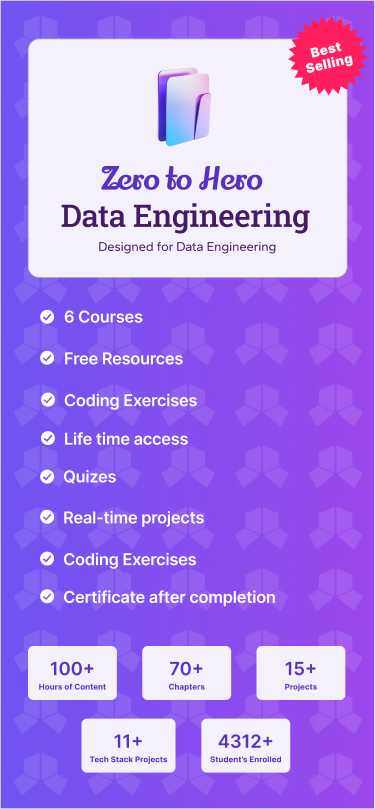 Best
Selling
Zero to Hero
Data Engineering
Designed for Data Engineering
6 Courses
Free Resources
Coding Exercises
Life time access
Quizes
Real-time projects
Coding Exercises
Certificate after completion
100+
Hours of Content
70+
Chapters
15+
Projects
11+
Tech Stack Projects
4312+
Student's Enrolled